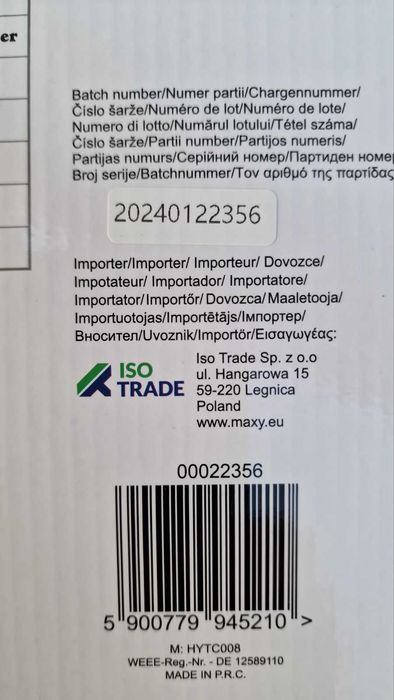 er
Batch number/Numer partii/Chargennummer/
Číslo šarže/Numéro de lot/Numéro de lote/
Numero di lotto/Numărul lotului/Tétel száma/
Číslo šarže/Partii number/Partijos numeris/
Partijas numurs/Серійний номер/Партиден номе
Broj serije/Batchnummer/Τον αριθμό της παρτίδας
20240122356
Importer/Importer/ Importeur/ Dovozce/
Impotateur/ Importador/ Importatore/
Importator/Importőr/ Dovozca/ Maaletooja/
Importuotojas/Importētājs/Імпортер/
Вносител/Uvoznik/Importör/Εισαγωγέας:
ISO
TRADE
Iso Trade Sp. z o.o
ul. Hangarowa 15
59-220 Legnica
Poland
www.maxy.eu
00022356
5 900779 945210 >
M: HYTC008
WEEE-Reg.-Nr. - DE 12589110
MADE IN P.R.C.